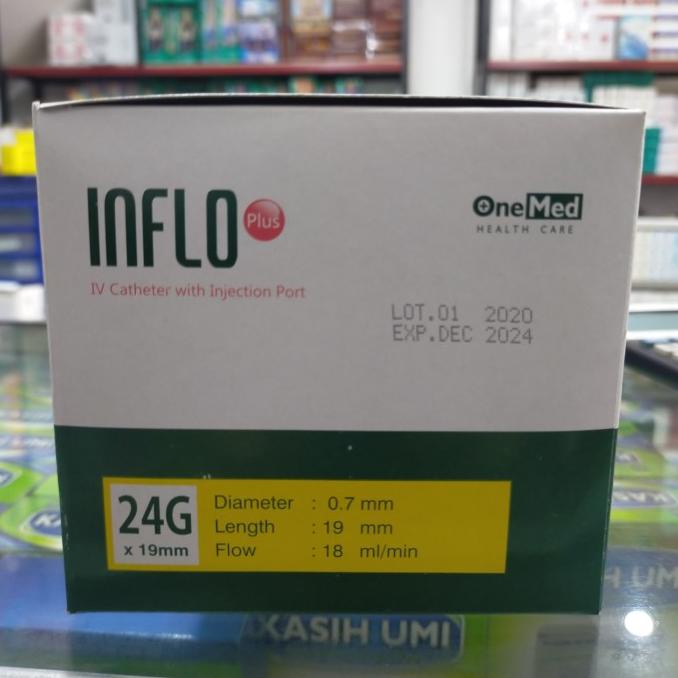 INFLO Plus
IV Catheter with Injection Port
OneMed
HEALTH CARE
LOT.01 2020
EXP.DEC 2024
24G
x 19mm
Diameter : 0.7 mm
Length : 19 mm
Flow : 18 ml/min
KASIH UMI